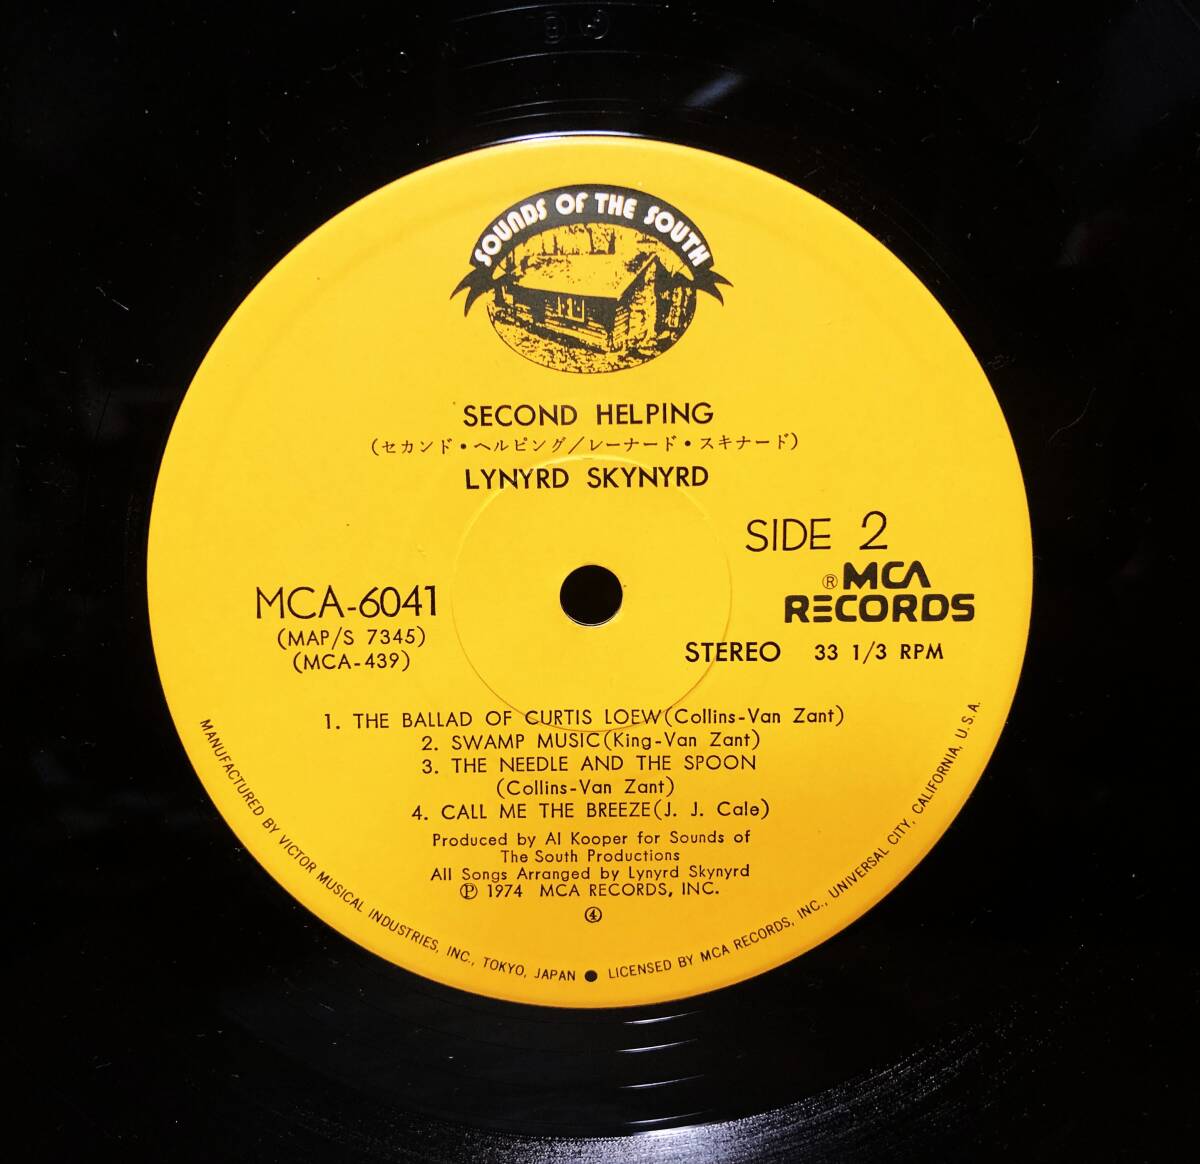 SOUNDS OF THE SOUTH
SECOND HELPING
(セカンド・ヘルピング/レーナード・スキナード)
LYNYRD SKYNYRD
SIDE 2
MCA-6041
(MAP/S 7345)
(MCA-439)
®MCA
RECORDS
STEREO 33 1/3 RPM
1. THE BALLAD OF CURTIS LOEW(Collins-Van Zant)
2. SWAMP MUSIC(King-Van Zant)
3. THE NEEDLE AND THE SPOON
(Collins-Van Zant)
4. CALL ME THE BREEZE(J. J. Cale)
Produced by Al Kooper for Sounds of
The South Productions
All Songs Arranged by Lynyrd Skynyrd
℗ 1974 MCA RECORDS, INC.
④
MANUFACTURED BY VICTOR MUSICAL INDUSTRIES, INC., TOKYO, JAPAN ● LICENSED BY MCA RECORDS, INC., UNIVERSAL CITY, CALIFORNIA, U.S.A.